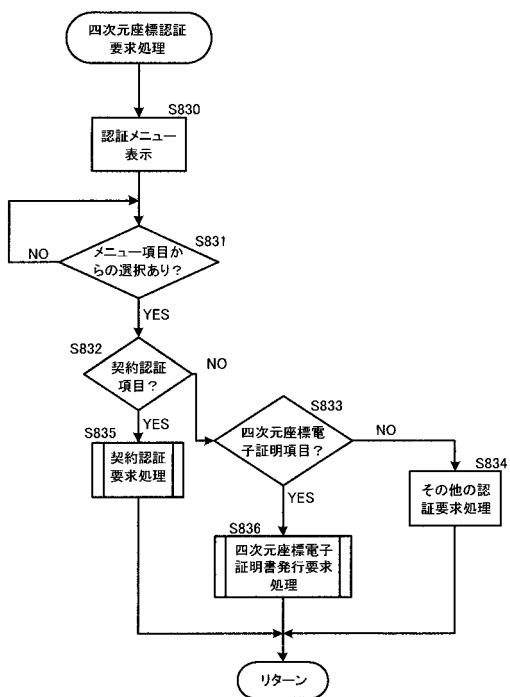 四次元座標認証
要求処理
S830
認証メニュー
表示
S831
メニュー項目か
らの選択あり？
NO
YES
S832
契約認証
項目？
NO
YES
S833
四次元座標電
子証明項目？
NO
YES
S835
契約認証
要求処理
S834
その他の認
証要求処理
S836
四次元座標電子
証明書発行要求
処理
リターン